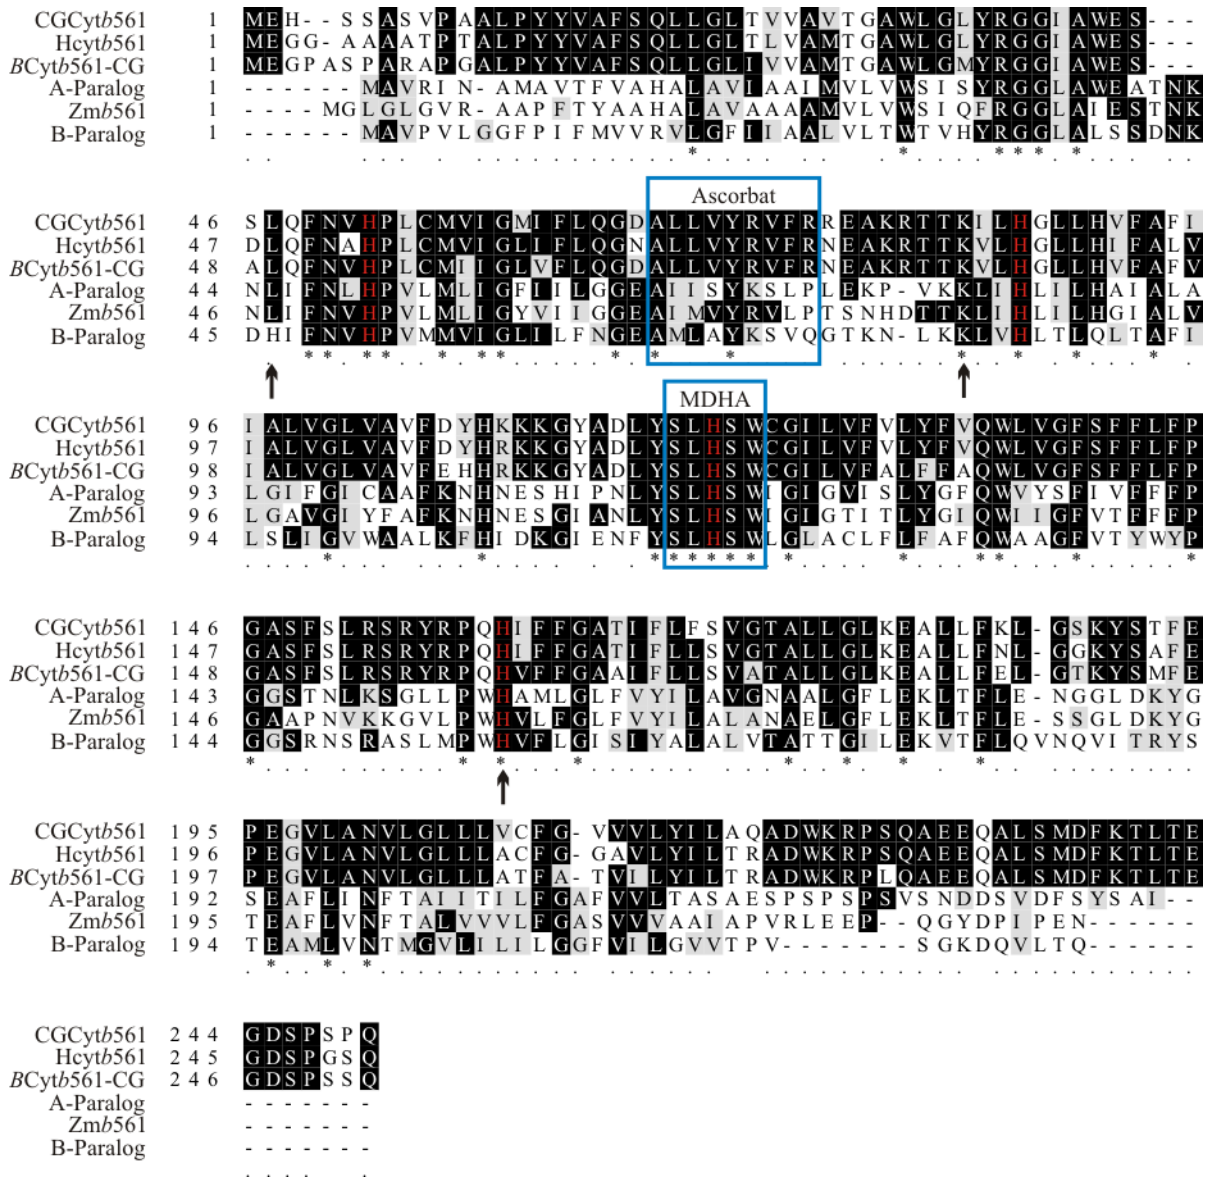 CGCytb561 1 MEH--SSASVPAALPYYVAFSQLLGLTVVAVTGAWLGLYRGGIAWES---
Hcytb561 1 MEGG-AAAATPTALPYYVAFSQLLGLTLVAMTGAWLGLYRGGIAWES---
BCytb561-CG 1 MEGPASPARAPGALPYYVAFSQLLGLIVVAMTGAWLGMYRGGIAWES---
A-Paralog 1 ------MAVRIN-AMAVTFVAHALAVIAAIMVLVWSISYRGGLAWEATNK
Zmb561 1 ----MGLGLGVR-AAPFTYAAHALAVAAAAMVLVWSIQFRGGLAIESTNK
B-Paralog 1 ------MAVPVLGGFPIFMVVRVLGFIIAALVLTWTVHYRGGLALSSDNK
Ascorbat
CGCytb561 46 SLQFNVHPLCMVIGMIFLQGDALLVYRVFRREAKRTTKILHGLLHVFAFI
Hcytb561 47 DLQFNAHPLCMVIGLIFLQGNALLVYRVFRNEAKRTTKVLHGLLHIFALV
BCytb561-CG 48 ALQFNVHPLCMIIGLVFLQGDALLVYRVFRNEAKRTTKVLHGLLHVFAFV
A-Paralog 44 NLIFNLHPVLMLIGFIILGGEAIISYKSLPLEKP-VKKLIHLILHAIALA
Zmb561 46 NLIFNVHPVLMLIGYVIIGGEAIMVYRVLPTSNHDTTKLIHLILHGIALV
B-Paralog 45 DHIFNVHPVMMVIGLILFNGEAMLAYKSVQGTKN-LKKLVHLTLQLTAFI
MDHA
CGCytb561 96 IALVGLVAVFDYHKKKGYADLYSLHSWCGILVFVLYFVQWLVGFSFFLFP
Hcytb561 97 IALVGLVAVFDYHRKKGYADLYSLHSWCGILVFVLYFVQWLVGFSFFLFP
BCytb561-CG 98 IALVGLVAVFEHHRKKGYADLYSLHSWCGILVFALFFAQWLVGFSFFLFP
A-Paralog 93 LGIFGICAAFKNHNESHIPNLYSLHSWIGIGVISLYGFQWVYSFIVFFFP
Zmb561 96 LGAVGIYFAFKNHNESGIANLYSLHSWIGIGTITLYGIQWIIGFVTFFFP
B-Paralog 94 LSLIGVWAALKFHIDKGIENFYSLHSWLGLACLFLFAFQWAAGFVTYWYP
CGCytb561 146 GASFSLRSRYRPQHIFFGATIFLFSVGTALLGLKEALLFKL-GSKYSTFE
Hcytb561 147 GASFSLRSRYRPQHIFFGATIFLLSVGTALLGLKEALLFNL-GGKYSAFE
BCytb561-CG 148 GASFSLRSRYRPQHVFFGAAIFLLSVATALLGLKEALLFEL-GTKYSMFE
A-Paralog 143 GGSTNLKSGLLPWHAMLGLFVYILAVGNAALGFLEKLTFLE-NGGLDKYG
Zmb561 146 GAAPNVKKGVLPWHVLFGLFVYILALANAELGFLEKLTFLE-SSGLDKYG
B-Paralog 144 GGSRNSRASLMPWHVFLGISIYALALVTATTGILEKVTFLQVNQVITRYS
CGCytb561 195 PEGVLANVLGLLLVCFG-VVVLYILAQADWKRPSQAEEQALSMDFKTLTE
Hcytb561 196 PEGVLANVLGLLLACFG-GAVLYILTRADWKRPSQAEEQALSMDFKTLTE
BCytb561-CG 197 PEGVLANVLGLLLATFA-TVILYILTRADWKRPLQAEEQALSMDFKTLTE
A-Paralog 192 SEAFLINFTAIITILFGAFVVLTASAESPSPSPSVSNDDSVDFSYSAI--
Zmb561 195 TEAFLVNFTALVVVLFGASVVVAAIAPVRLEEP--QGYDPIPEN------
B-Paralog 194 TEAMLVNTMGVLILILGGFVILGVVTPV-------SGKDQVLTQ------
CGCytb561 244 GDSPSPQ
Hcytb561 245 GDSPGSQ
BCytb561-CG 246 GDSPSSQ
A-Paralog -------
Zmb561 -------
B-Paralog -------